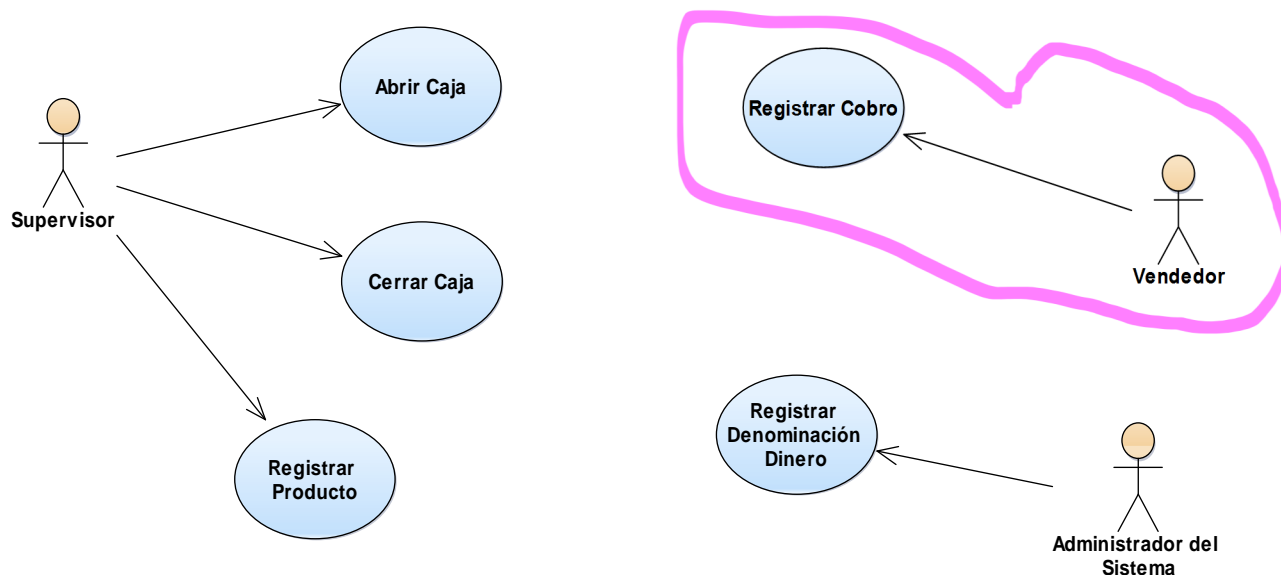 Abrir Caja
Registrar Cobro
Supervisor
Cerrar Caja
Vendedor
Registrar
Denominación
Dinero
Registrar
Producto
Administrador del
Sistema